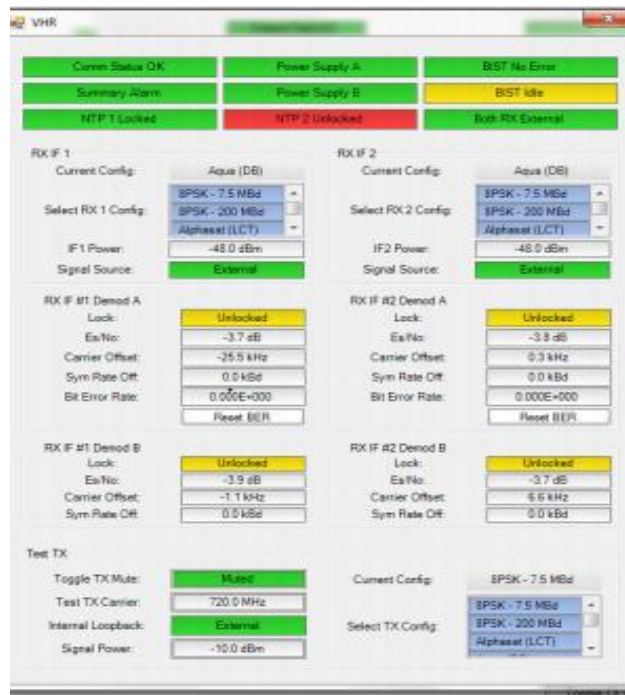 VHR
Comm Status OK Power Supply A BIST No Error
Summary Alarm Power Supply B BIST Idle
NTP 1 Locked NTP 2 Unlocked Both RX External
RX IF 1 RX IF 2
Current Config: Aqua (DB) Current Config: Aqua (DB)
8PSK - 7.5 MBd 8PSK - 7.5 MBd
Select RX 1 Config: 8PSK - 200 MBd Select RX 2 Config: 8PSK - 200 MBd
Alphasat (LCT) Alphasat (LCT)
IF1 Power: -48.0 dBm IF2 Power: -48.0 dBm
Signal Source: External Signal Source: External
RX IF #1 Demod A RX IF #2 Demod A
Lock: Unlocked Lock: Unlocked
Es/No: -3.7 dB Es/No: -3.8 dB
Carrier Offset: -25.5 kHz Carrier Offset: 0.3 kHz
Sym Rate Off: 0.0 kBd Sym Rate Off: 0.0 kBd
Bit Error Rate: 0.000E+000 Bit Error Rate: 0.000E+000
Reset BER Reset BER
RX IF #1 Demod B RX IF #2 Demod B
Lock: Unlocked Lock: Unlocked
Es/No: -3.9 dB Es/No: -3.7 dB
Carrier Offset: -1.1 kHz Carrier Offset: 6.6 kHz
Sym Rate Off: 0.0 kBd Sym Rate Off: 0.0 kBd
Test TX
Toggle TX Mute: Muted Current Config: 8PSK - 7.5 MBd
Test TX Carrier: 720.0 MHz 8PSK - 7.5 MBd
Internal Loopback: External Select TX Config: 8PSK - 200 MBd
Signal Power: -10.0 dBm Alphasat (LCT)